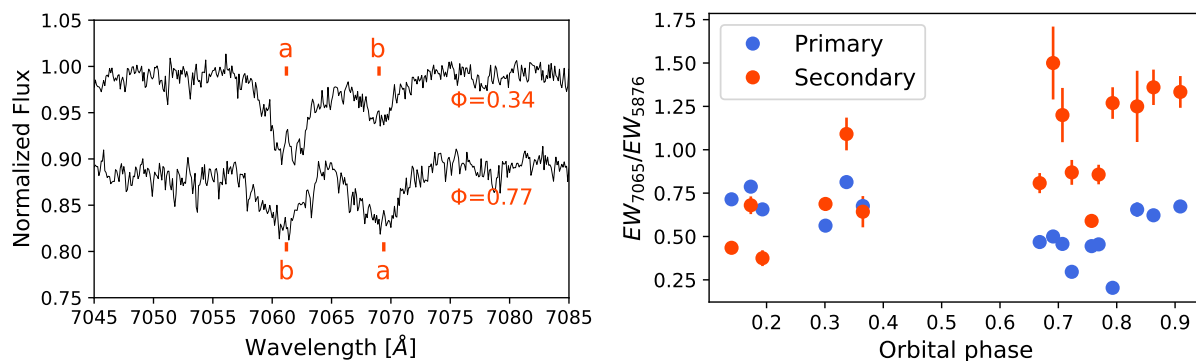 1.05
1.00
0.95
0.90
0.85
0.80
0.75
Normalized Flux
a
b
Φ=0.34
Φ=0.77
b
a
7045 7050 7055 7060 7065 7070 7075 7080 7085
Wavelength [Å]
1.75
1.50
1.25
1.00
0.75
0.50
0.25
EW7065/EW5876
Primary
Secondary
0.2 0.3 0.4 0.5 0.6 0.7 0.8 0.9
Orbital phase